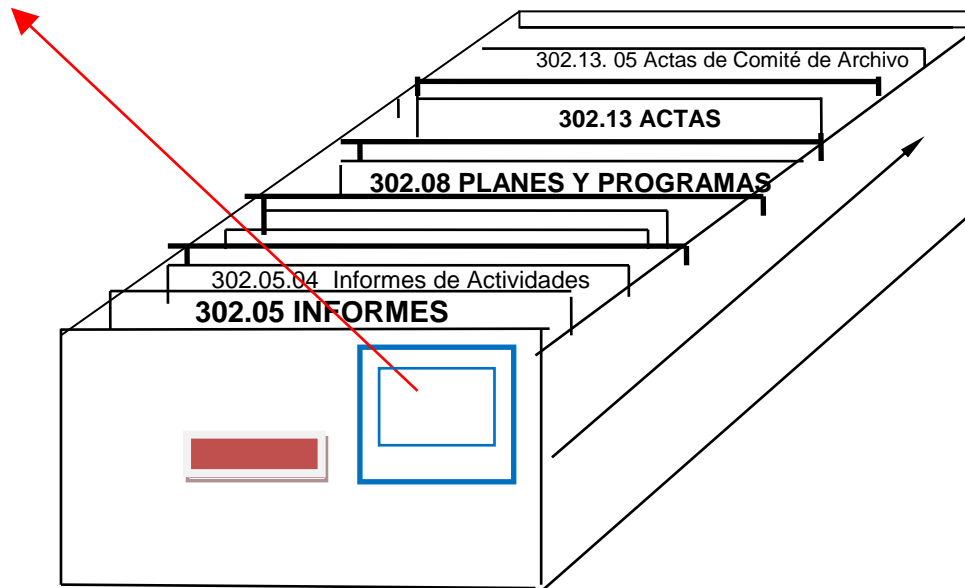 302.13. 05 Actas de Comité de Archivo
302.13 ACTAS
302.08 PLANES Y PROGRAMAS
302.05.04 Informes de Actividades
302.05 INFORMES